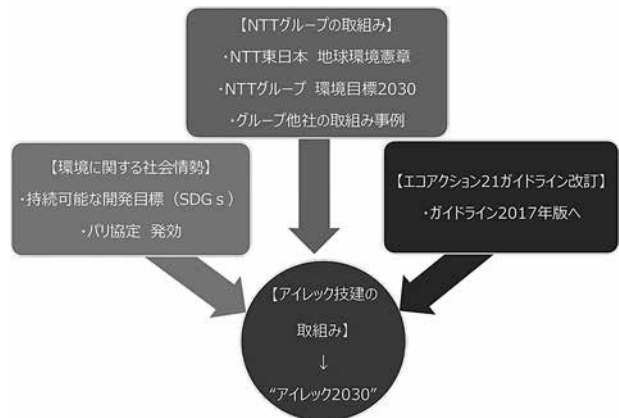 【NTTグループの取組み】
・NTT東日本 地球環境憲章
・NTTグループ 環境目標2030
・グループ他社の取組み事例
【環境に関する社会情勢】
・持続可能な開発目標（SDGｓ）
・パリ協定 発効
【エコアクション21ガイドライン改訂】
・ガイドライン2017年版へ
【アイレック技建の
取組み】
↓
“アイレック2030”